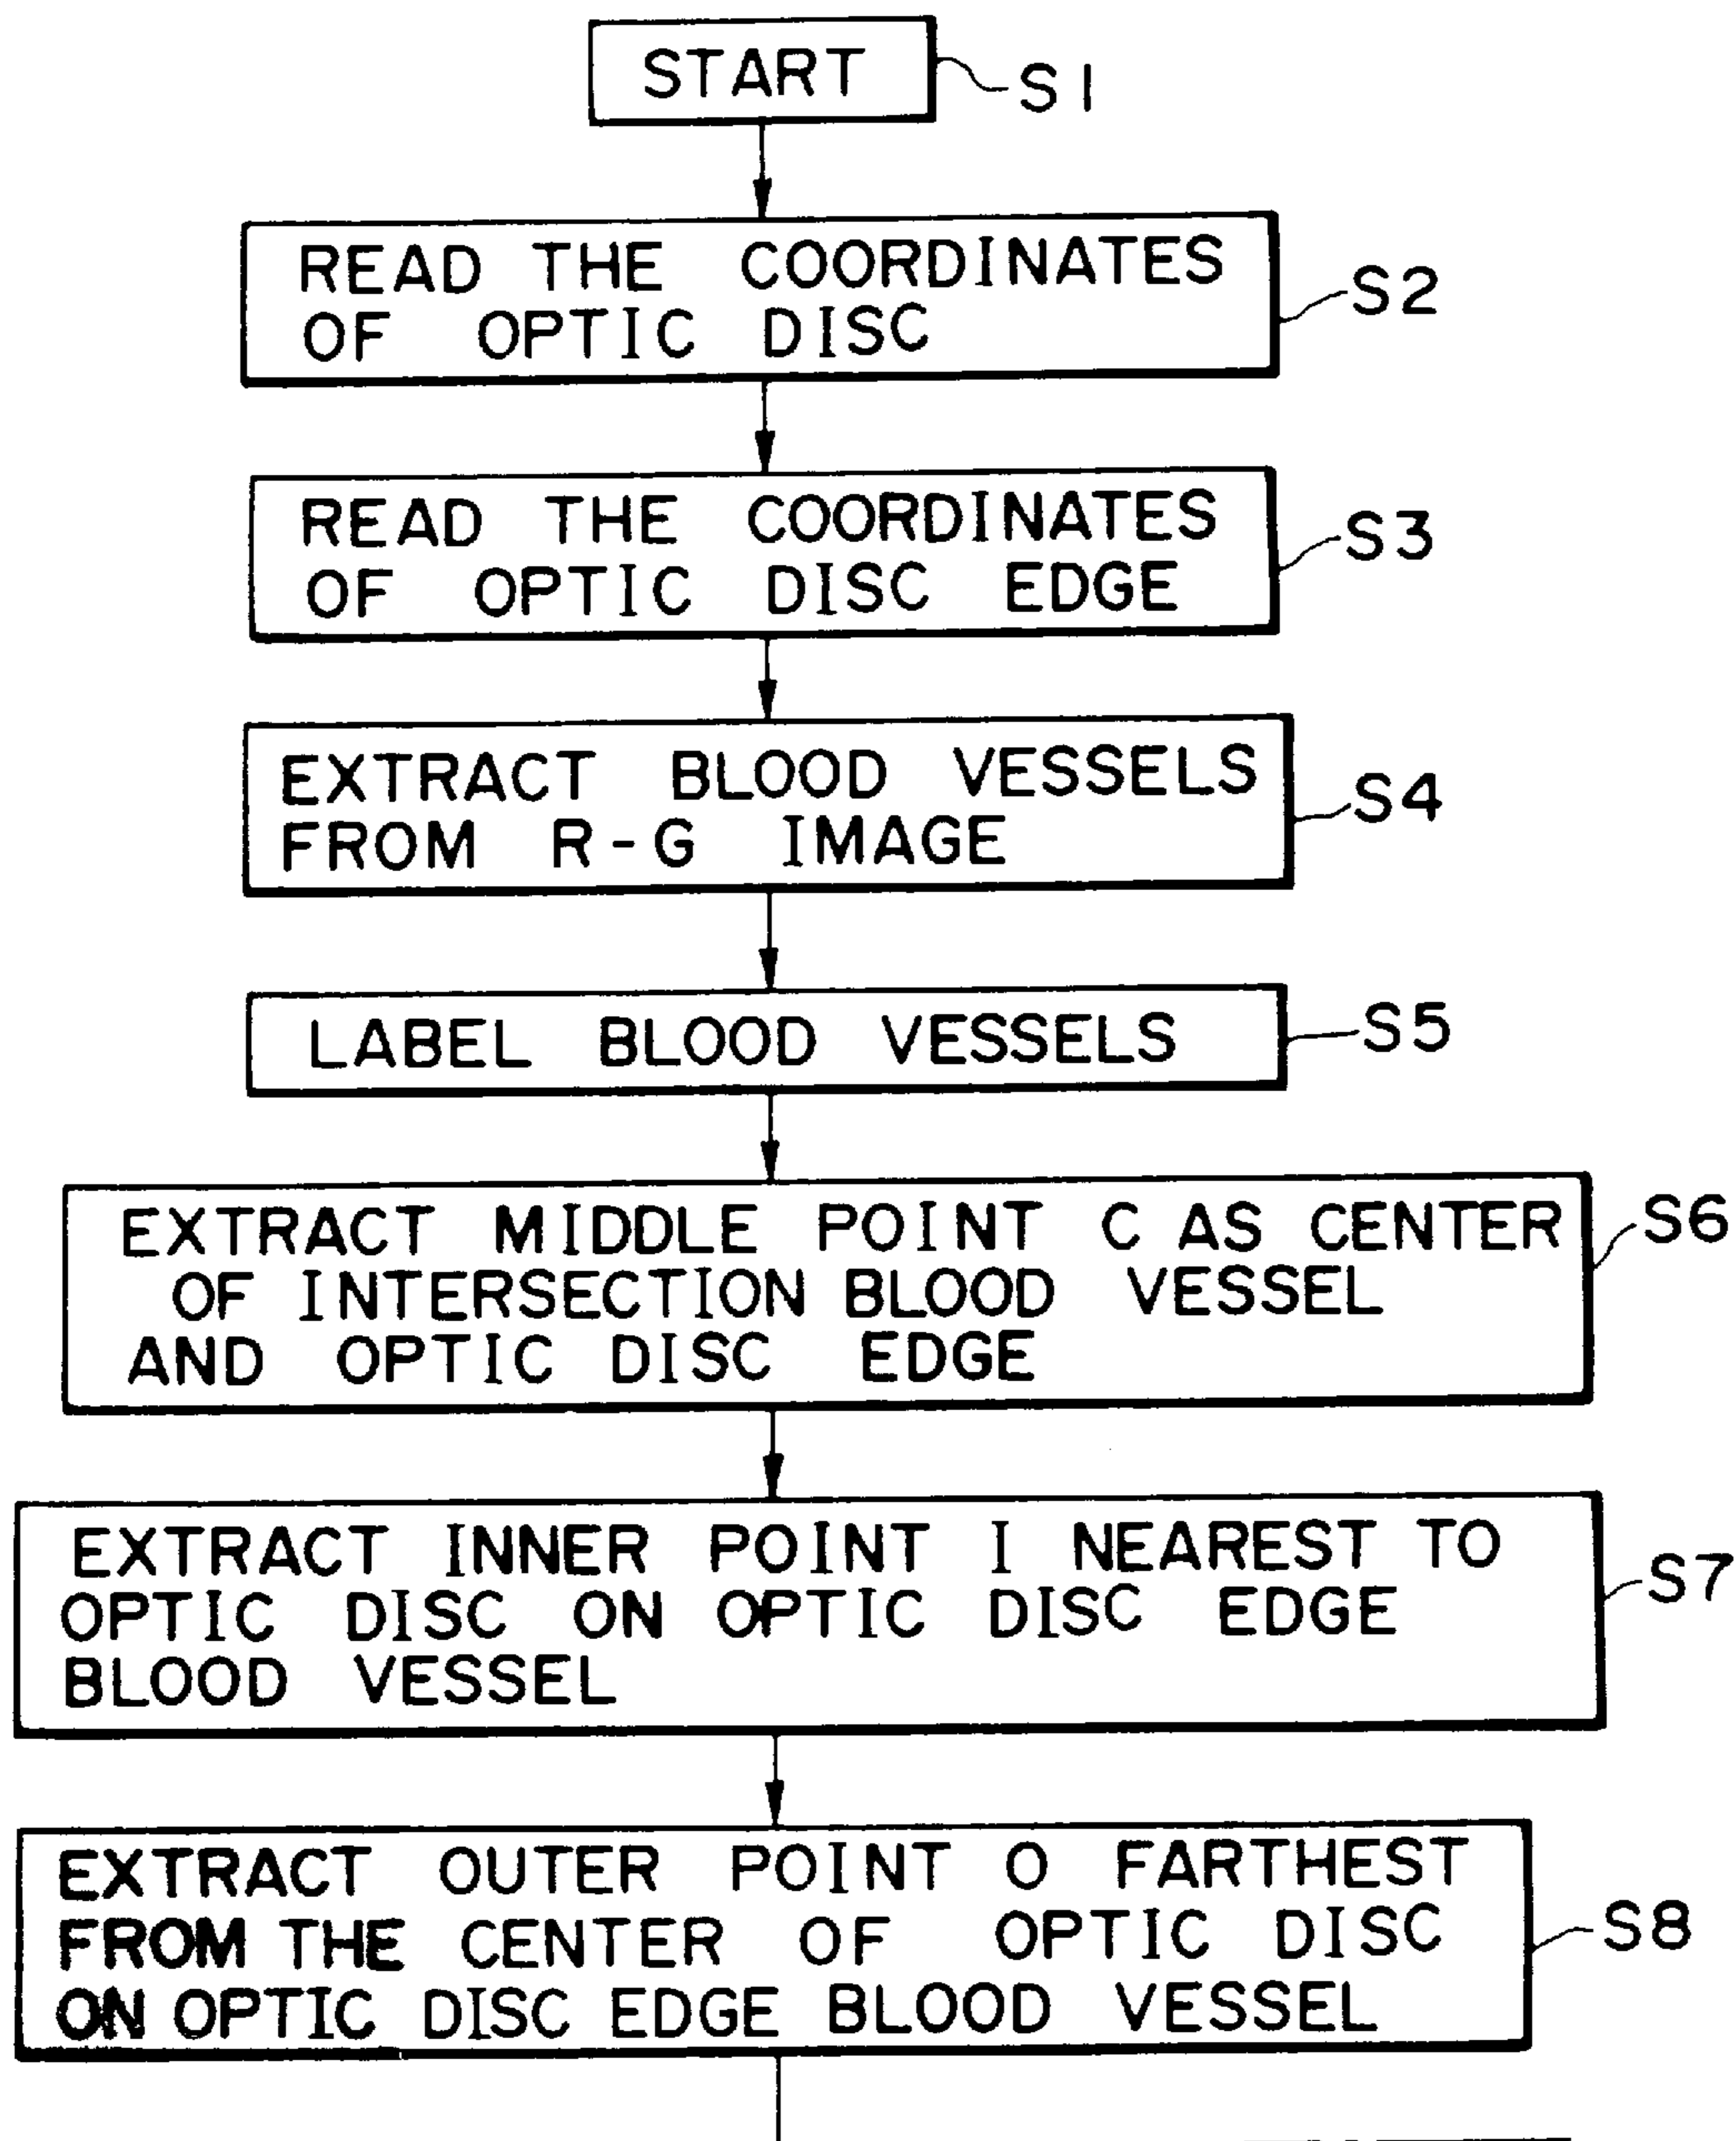 START
S1
READ THE COORDINATES
OF OPTIC DISC
S2
READ THE COORDINATES
OF OPTIC DISC EDGE
S3
EXTRACT BLOOD VESSELS
FROM R-G IMAGE
S4
LABEL BLOOD VESSELS
S5
EXTRACT MIDDLE POINT C AS CENTER
OF INTERSECTION BLOOD VESSEL
AND OPTIC DISC EDGE
S6
EXTRACT INNER POINT I NEAREST TO
OPTIC DISC ON OPTIC DISC EDGE
BLOOD VESSEL
S7
EXTRACT OUTER POINT O FARTHEST
FROM THE CENTER OF OPTIC DISC
ON OPTIC DISC EDGE BLOOD VESSEL
S8